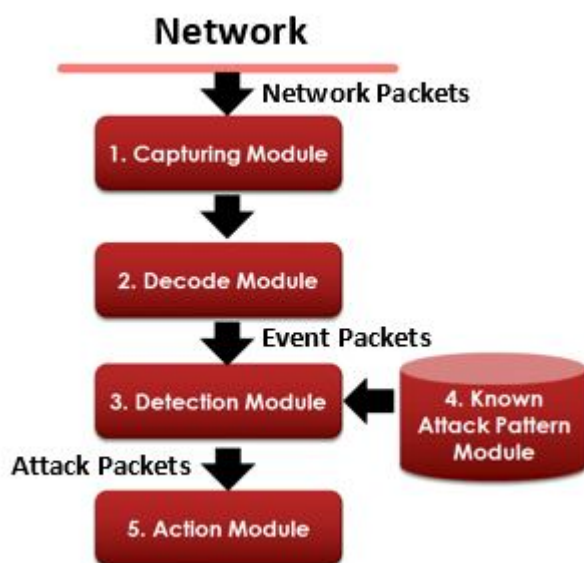 Network
Network Packets
1. Capturing Module
2. Decode Module
Event Packets
3. Detection Module
4. Known
Attack Pattern
Module
Attack Packets
5. Action Module